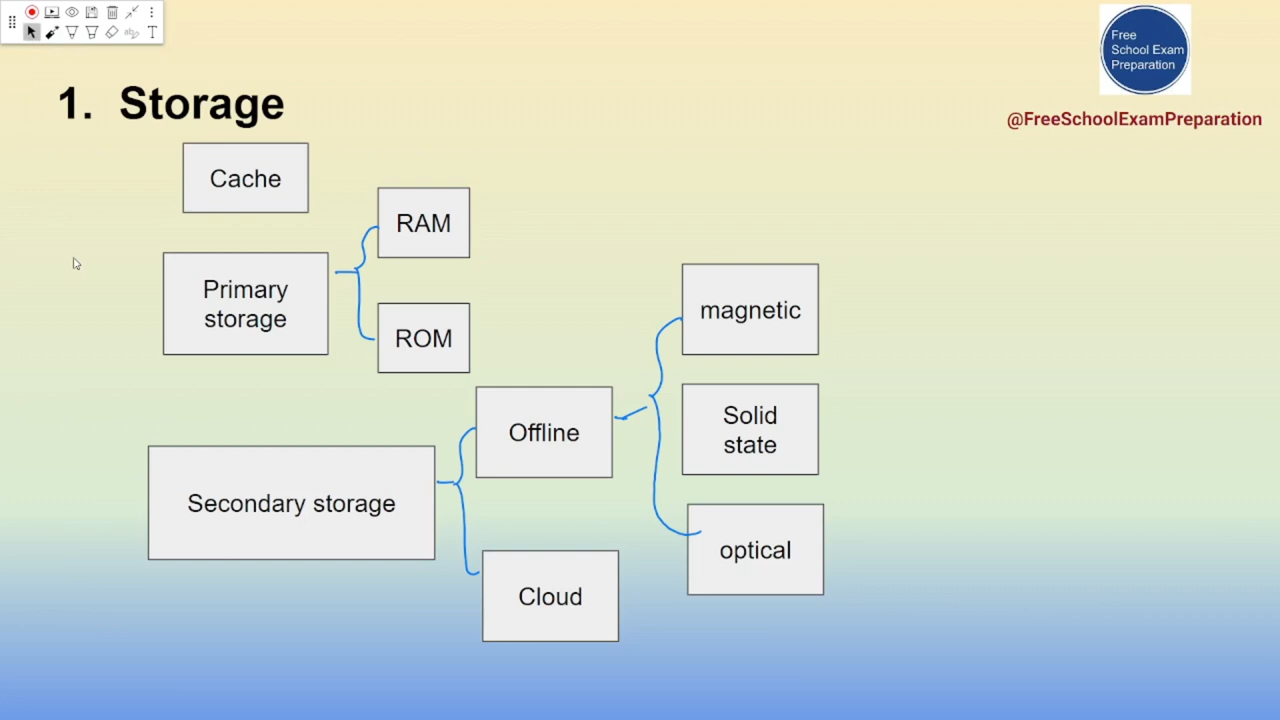 Free
School Exam
Preparation
@FreeSchoolExamPreparation
1. Storage
Cache
RAM
Primary
storage
ROM
magnetic
Offline
Solid
state
Secondary storage
optical
Cloud
T